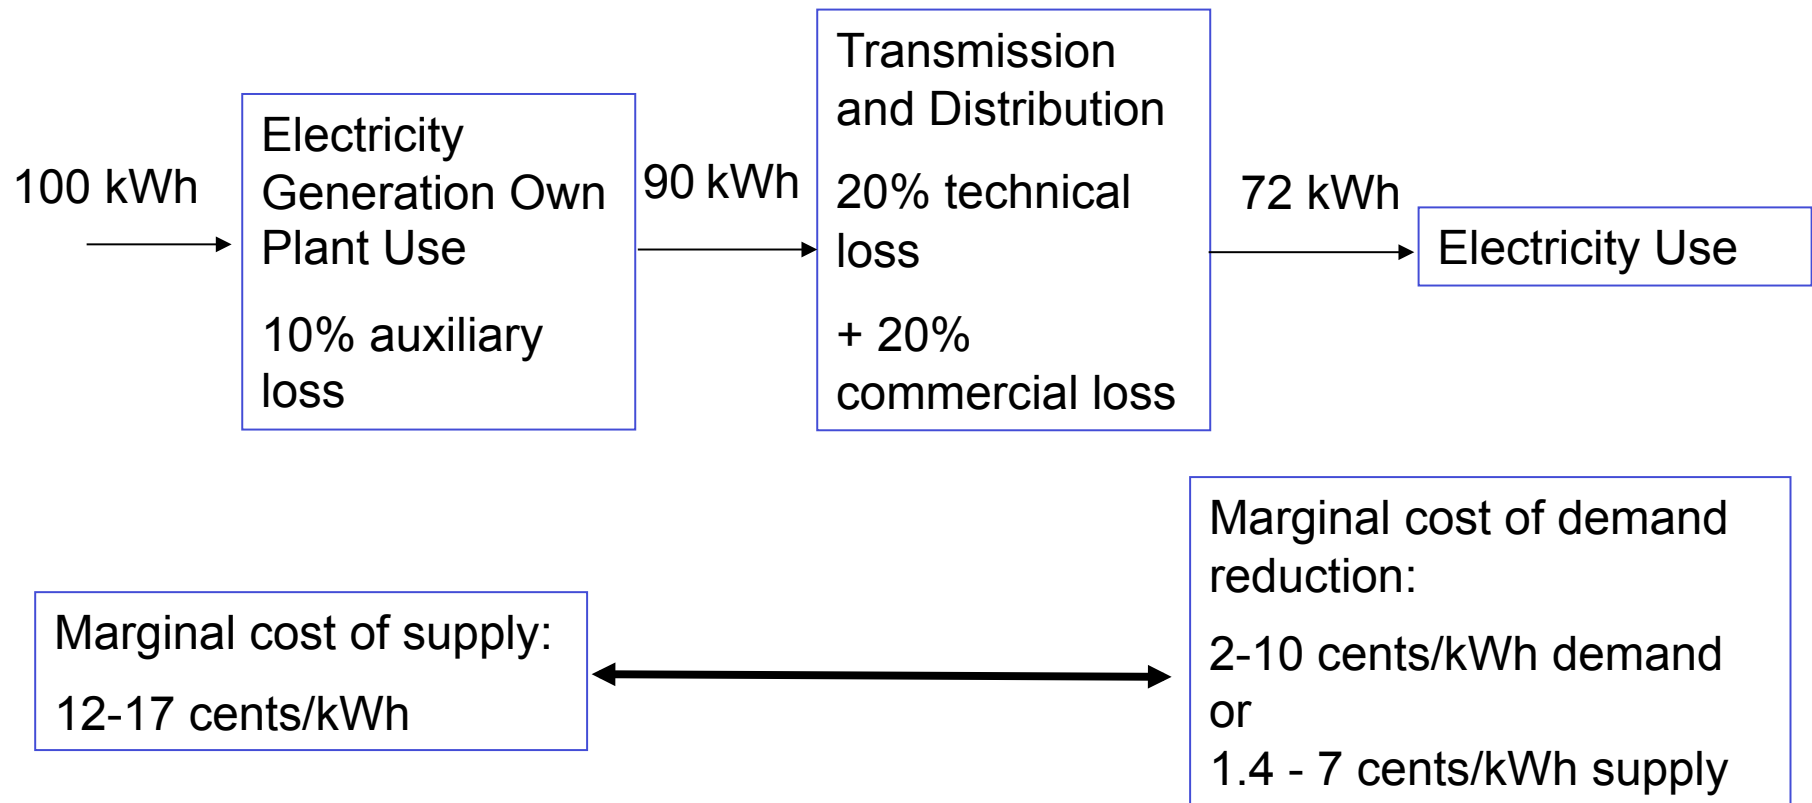 100 kWh
Electricity
Generation Own
Plant Use
10% auxiliary
loss
90 kWh
Transmission
and Distribution
20% technical
loss
+ 20%
commercial loss
72 kWh
Electricity Use
Marginal cost of supply:
12-17 cents/kWh
Marginal cost of demand
reduction:
2-10 cents/kWh demand
or
1.4 - 7 cents/kWh supply